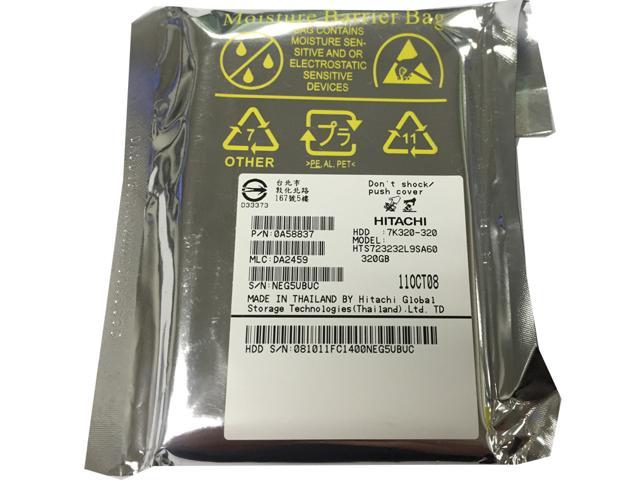 Moisture Barrier Bag
BAG CONTAINS
MOISTURE SEN-
SITIVE AND OR
ELECTROSTATIC
SENSITIVE
DEVICES
7
OTHER
プラ
>PE, AL, PET<
11
台北市
敦化北路
167號5樓
D33373
Don't shock/
push cover
HITACHI
P/N:0A58837
HDD :7K320-320
MODEL:
HTS723232L9SA60
320GB
MLC:DA2459
S/N:NEG5UBUC
11OCT08
MADE IN THAILAND BY Hitachi Global
Storage Technologies(Thailand).Ltd. TD
HDD S/N:081011FC1400NEG5UBUC